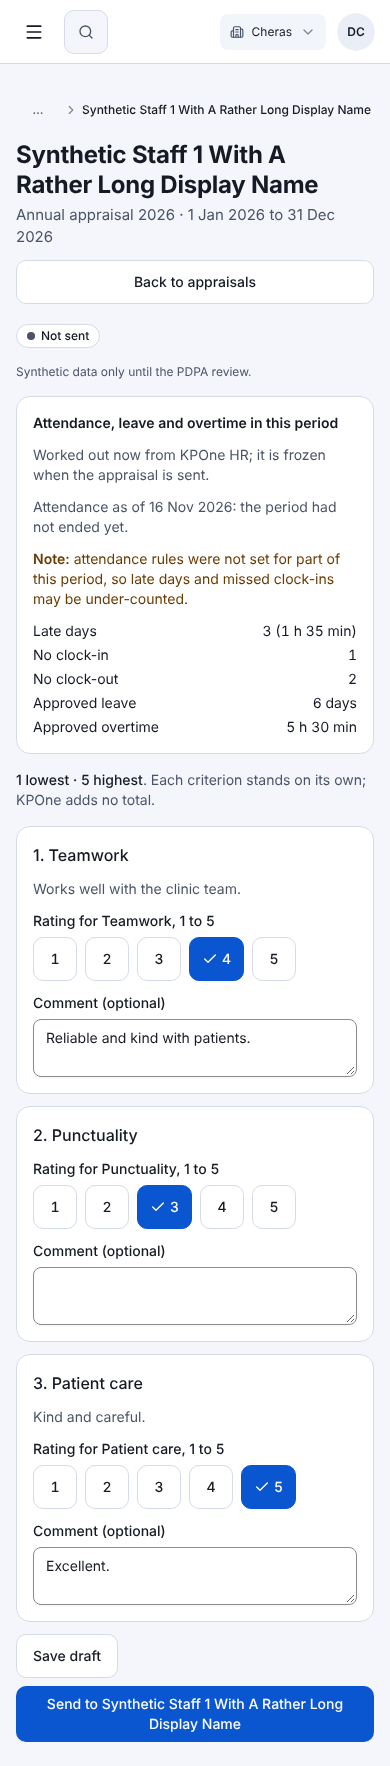 Cheras
DC
...
Synthetic Staff 1 With A Rather Long Display Name
Synthetic Staff 1 With A
Rather Long Display Name
Annual appraisal 2026 · 1 Jan 2026 to 31 Dec
2026
Back to appraisals
Not sent
Synthetic data only until the PDPA review.
Attendance, leave and overtime in this period
Worked out now from KPOne HR; it is frozen
when the appraisal is sent.
Attendance as of 16 Nov 2026: the period had
not ended yet.
Note: attendance rules were not set for part of
this period, so late days and missed clock-ins
may be under-counted.
Late days 3 (1 h 35 min)
No clock-in 1
No clock-out 2
Approved leave 6 days
Approved overtime 5 h 30 min
1 lowest · 5 highest. Each criterion stands on its own;
KPOne adds no total.
1. Teamwork
Works well with the clinic team.
Rating for Teamwork, 1 to 5
1 2 3 4 5
Comment (optional)
Reliable and kind with patients.
2. Punctuality
Rating for Punctuality, 1 to 5
1 2 3 4 5
Comment (optional)
3. Patient care
Kind and careful.
Rating for Patient care, 1 to 5
1 2 3 4 5
Comment (optional)
Excellent.
Save draft
Send to Synthetic Staff 1 With A Rather Long
Display Name